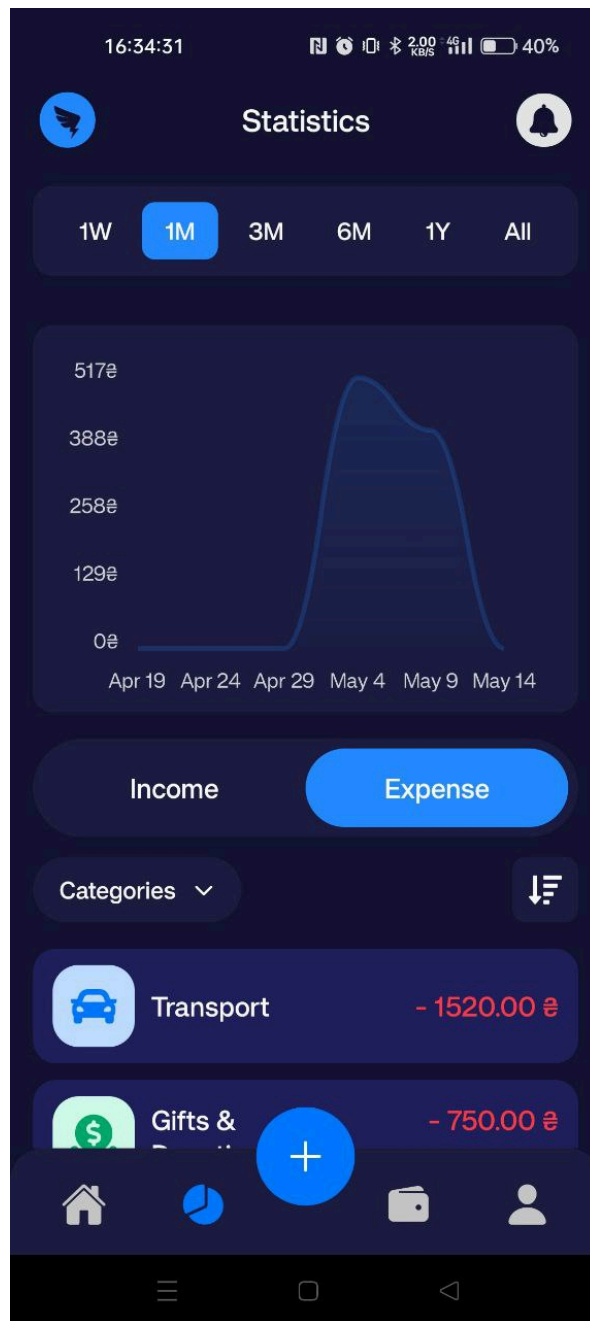 16:34:31 2.00 KB/S 4G 40%
Statistics
1W 1M 3M 6M 1Y All
517₴
388₴
258₴
129₴
0₴
Apr 19 Apr 24 Apr 29 May 4 May 9 May 14
Income Expense
Categories
Transport - 1520.00 ₴
Gifts & - 750.00 ₴